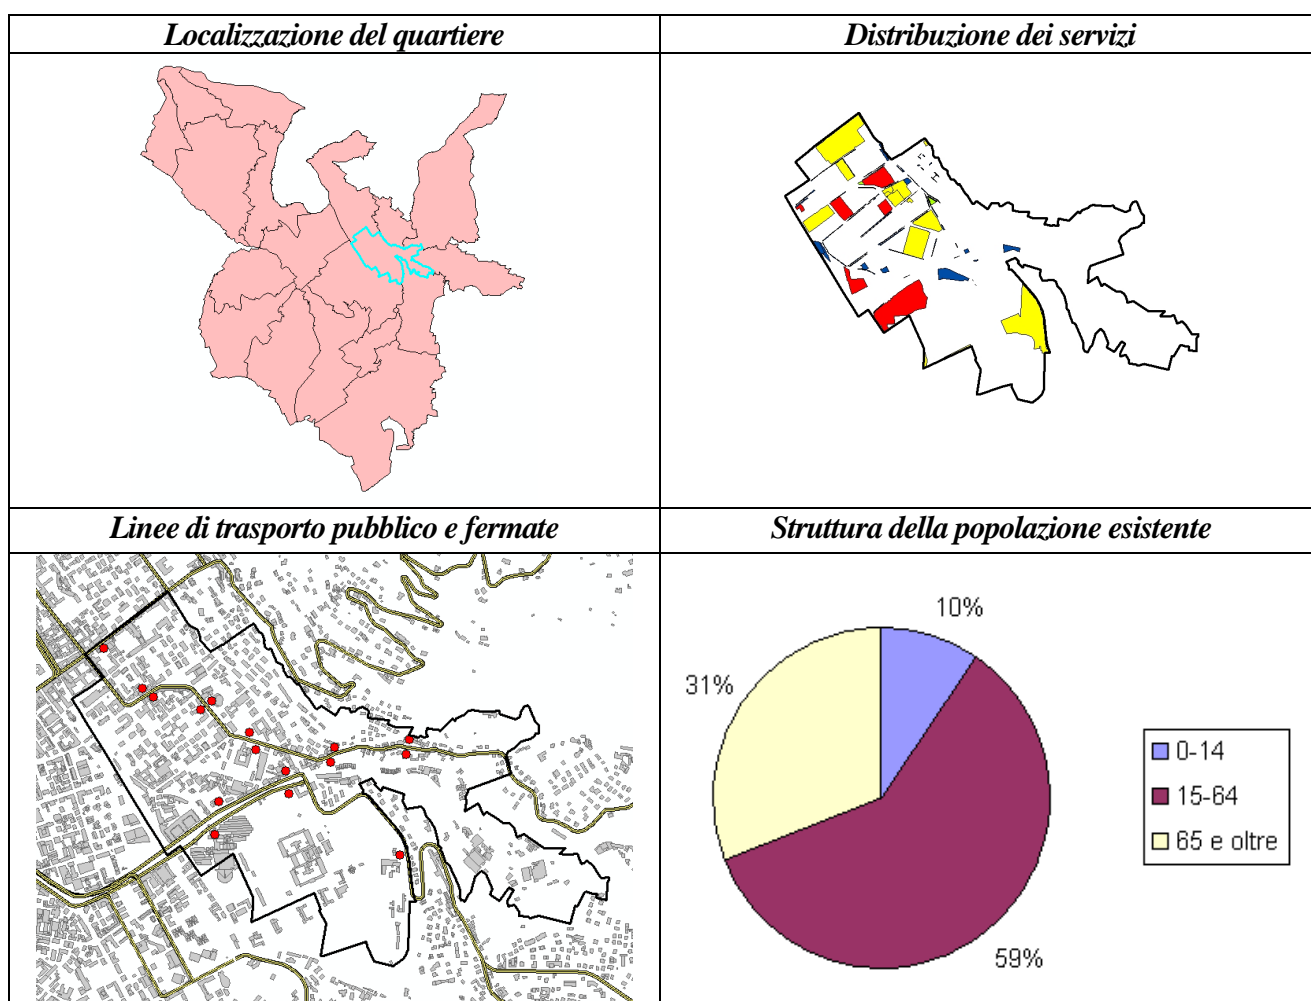 Localizzazione del quartiere
Distribuzione dei servizi
Linee di trasporto pubblico e fermate
Struttura della popolazione esistente
10%
31%
59%
0-14
15-64
65 e oltre